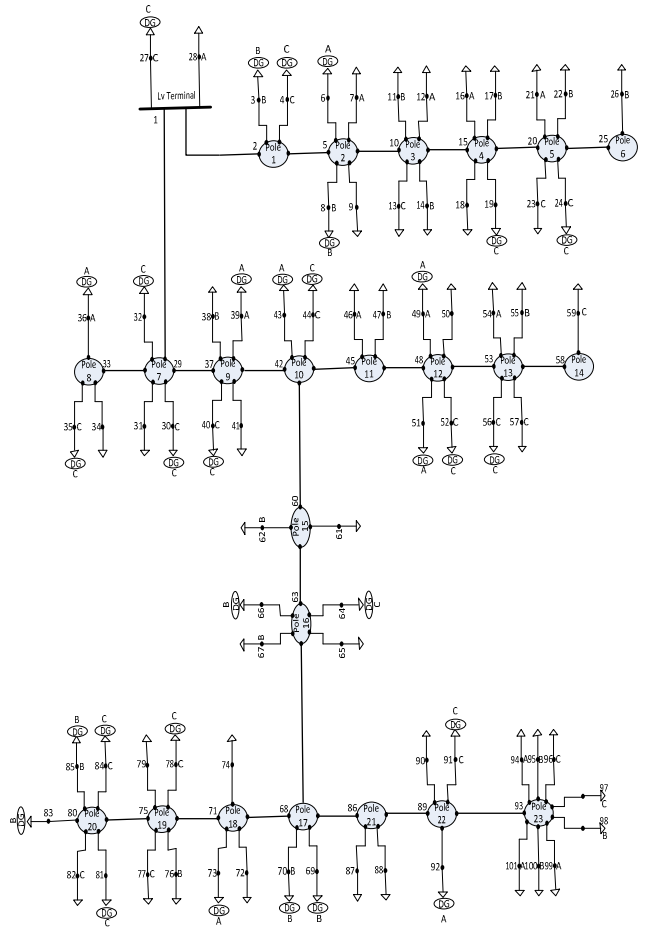 C
DG
27 C
28 A
Lv Terminal
1
B C A
DG DG DG
3 B 4 C 6 7 A 11 B 12 A 16 A 17 B 21 A 22 B 26 B
2 Pole 1 5 Pole 2 10 Pole 3 15 Pole 4 20 Pole 5 25 Pole 6
8 B 9 13 C 14 B 18 19 23 C 24 C
DG DG DG
B C C
A C A A C A
DG DG DG DG DG DG
36 A 32 38 B 39 A 43 44 C 46 A 47 B 49 A 50 54 A 55 B 59 C
Pole 8 33 Pole 7 29 37 Pole 9 42 Pole 10 45 Pole 11 48 Pole 12 53 Pole 13 58 Pole 14
35 C 34 31 30 C 40 C 41 51 52 C 56 C 57 C
DG DG DG DG DG DG
C C C A C C
60
62 B Pole 15 61
63
B DG 66 64 DG C
Pole 16
67 B 65
B C C C
DG DG DG DG
85 B 84 C 79 78 C 74 90 91 C 94 A 95 B 96 C
B DG 83 80 Pole 20 75 Pole 19 71 Pole 18 68 Pole 17 86 Pole 21 89 Pole 22 93 Pole 23
97 C
98 B
82 C 81 77 C 76 B 73 72 70 B 69 87 88 92 101 A 100 B 99 A
DG DG DG DG DG
C A B B A